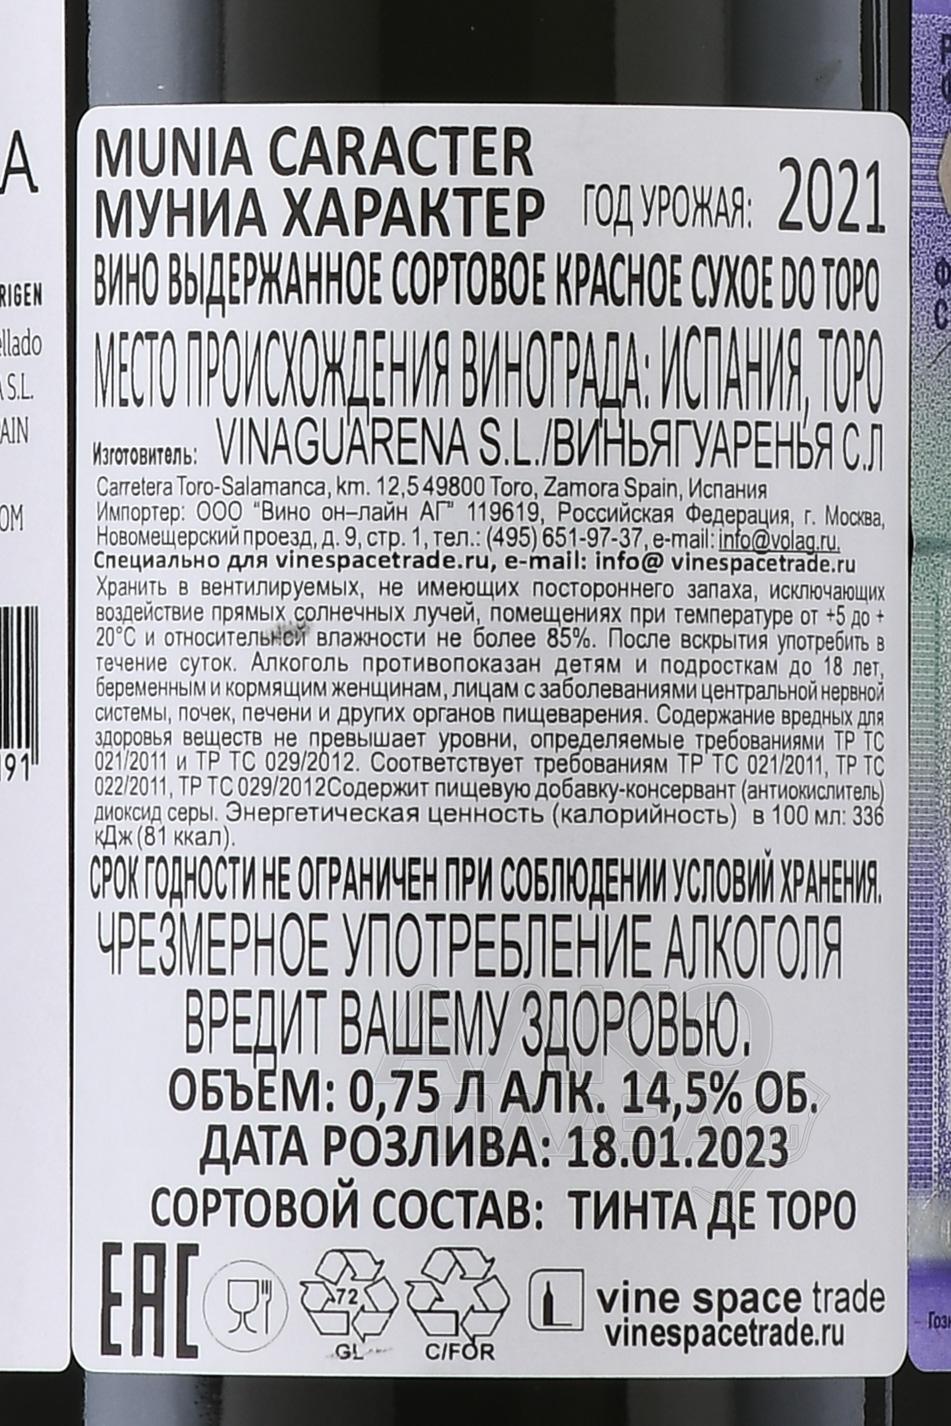 MUNIA CARACTER
МУНИА ХАРАКТЕР
ГОД УРОЖАЯ: 2021
ВИНО ВЫДЕРЖАННОЕ СОРТОВОЕ КРАСНОЕ СУХОЕ DO ТОРО
МЕСТО ПРОИСХОЖДЕНИЯ ВИНОГРАДА: ИСПАНИЯ, ТОРО
Изготовитель: VINAGUARENA S.L./ВИНЬЯГУАРЕНЬЯ С.Л
Carretera Toro-Salamanca, km. 12,5 49800 Toro, Zamora Spain, Испания
Импортер: ООО "Вино он–лайн АГ" 119619, Российская Федерация, г. Москва,
Новомещерский проезд, д. 9, стр. 1, тел.: (495) 651-97-37, e-mail: info@volag.ru.
Специально для vinespacetrade.ru, e-mail: info@ vinespacetrade.ru
Хранить в вентилируемых, не имеющих постороннего запаха, исключающих
воздействие прямых солнечных лучей, помещениях при температуре от +5 до +
20°С и относительной влажности не более 85%. После вскрытия употребить в
течение суток. Алкоголь противопоказан детям и подросткам до 18 лет,
беременным и кормящим женщинам, лицам с заболеваниями центральной нервной
системы, почек, печени и других органов пищеварения. Содержание вредных для
здоровья веществ не превышает уровни, определяемые требованиями ТР ТС
021/2011 и ТР ТС 029/2012. Соответствует требованиям ТР ТС 021/2011, ТР ТС
022/2011, ТР ТС 029/2012Содержит пищевую добавку-консервант (антиокислитель)
диоксид серы. Энергетическая ценность (калорийность) в 100 мл: 336
кДж (81 ккал).
СРОК ГОДНОСТИ НЕ ОГРАНИЧЕН ПРИ СОБЛЮДЕНИИ УСЛОВИЙ ХРАНЕНИЯ.
ЧРЕЗМЕРНОЕ УПОТРЕБЛЕНИЕ АЛКОГОЛЯ
ВРЕДИТ ВАШЕМУ ЗДОРОВЬЮ.
ОБЪЕМ: 0,75 Л АЛК. 14,5% ОБ.
ДАТА РОЗЛИВА: 18.01.2023
СОРТОВОЙ СОСТАВ: ТИНТА ДЕ ТОРО
EAC
72
GL
C/FOR
vine space trade
vinespacetrade.ru